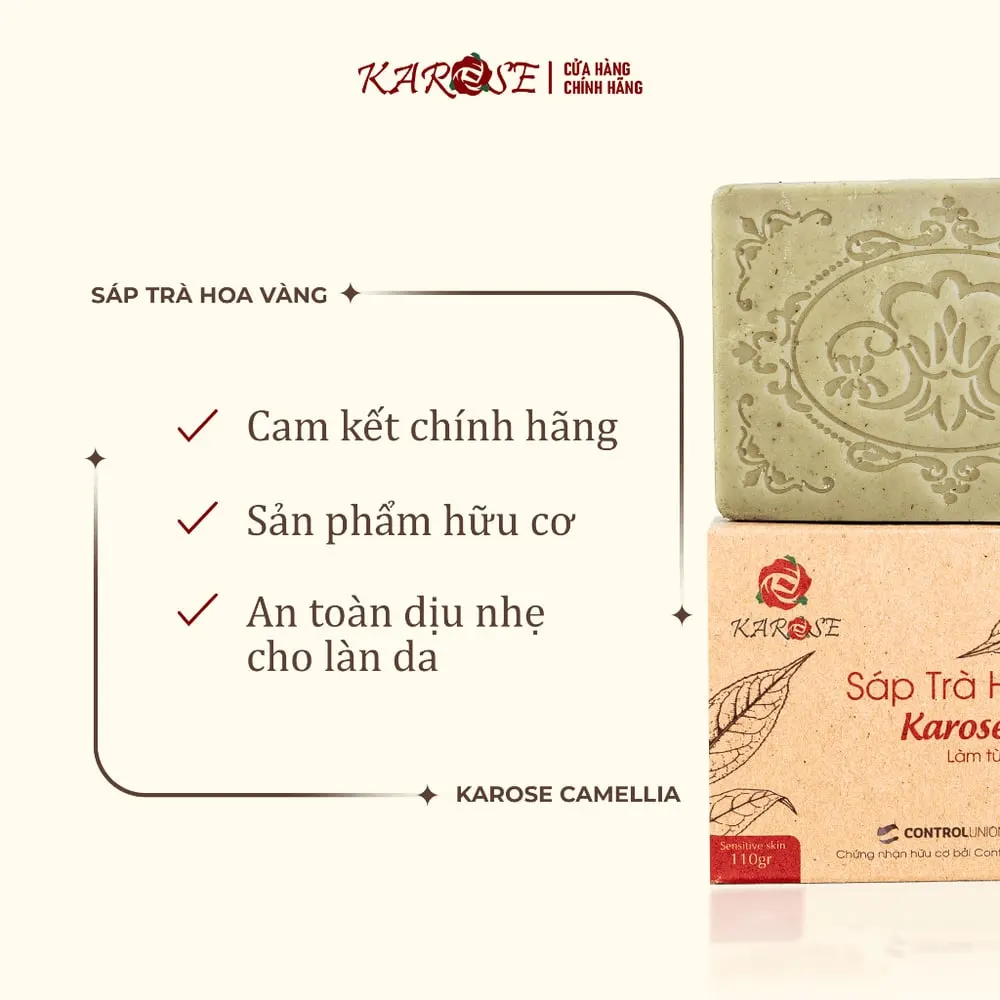 KAROSE
CỬA HÀNG
CHÍNH HÃNG
SÁP TRÀ HOA VÀNG
Cam kết chính hãng
Sản phẩm hữu cơ
An toàn dịu nhẹ
cho làn da
KAROSE CAMELLIA
KAROSE
Sáp Trà H
Karose
Làm từ
CONTROLUNION
Chứng nhận hữu cơ bởi Cont
Sensitive skin
110gr